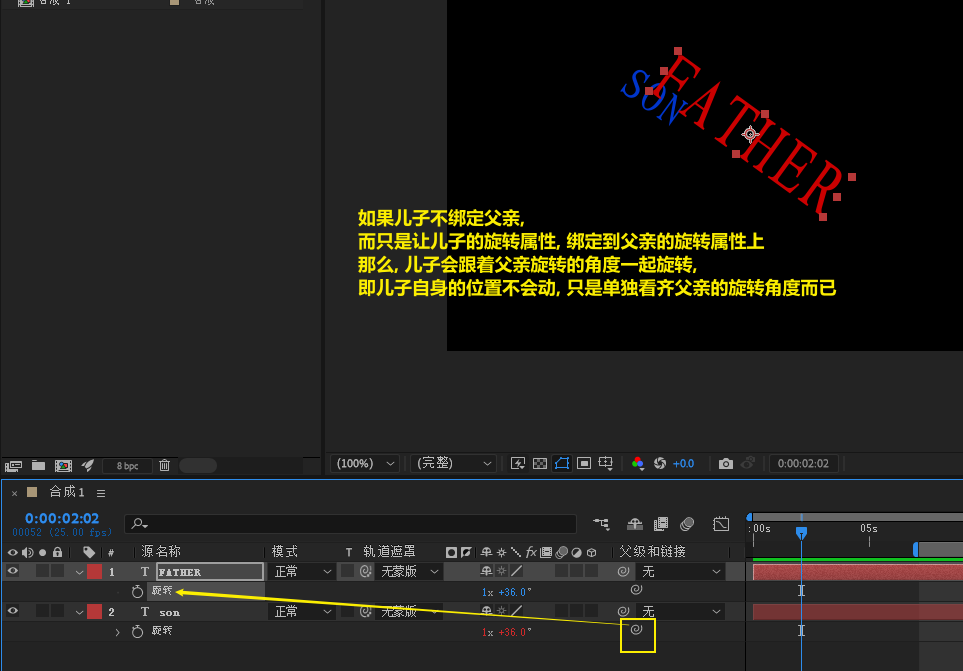 合成 1
合成
FATHER
SON
如果儿子不绑定父亲,
而只是让儿子的旋转属性, 绑定到父亲的旋转属性上
那么, 儿子会跟着父亲旋转的角度一起旋转,
即儿子自身的位置不会动, 只是单独看齐父亲的旋转角度而已
8 bpc
(100%)
(完整)
+0.0
0:00:02:02
× 合成 1
0:00:02:02
00052 (25.00 fps)
:00s
05s
# 源名称 模式 T 轨道遮罩 fx 父级和链接
1 T FATHER 正常 无蒙版 无
旋转 1x +36.0°
2 T son 正常 无蒙版 无
旋转 1x +36.0°